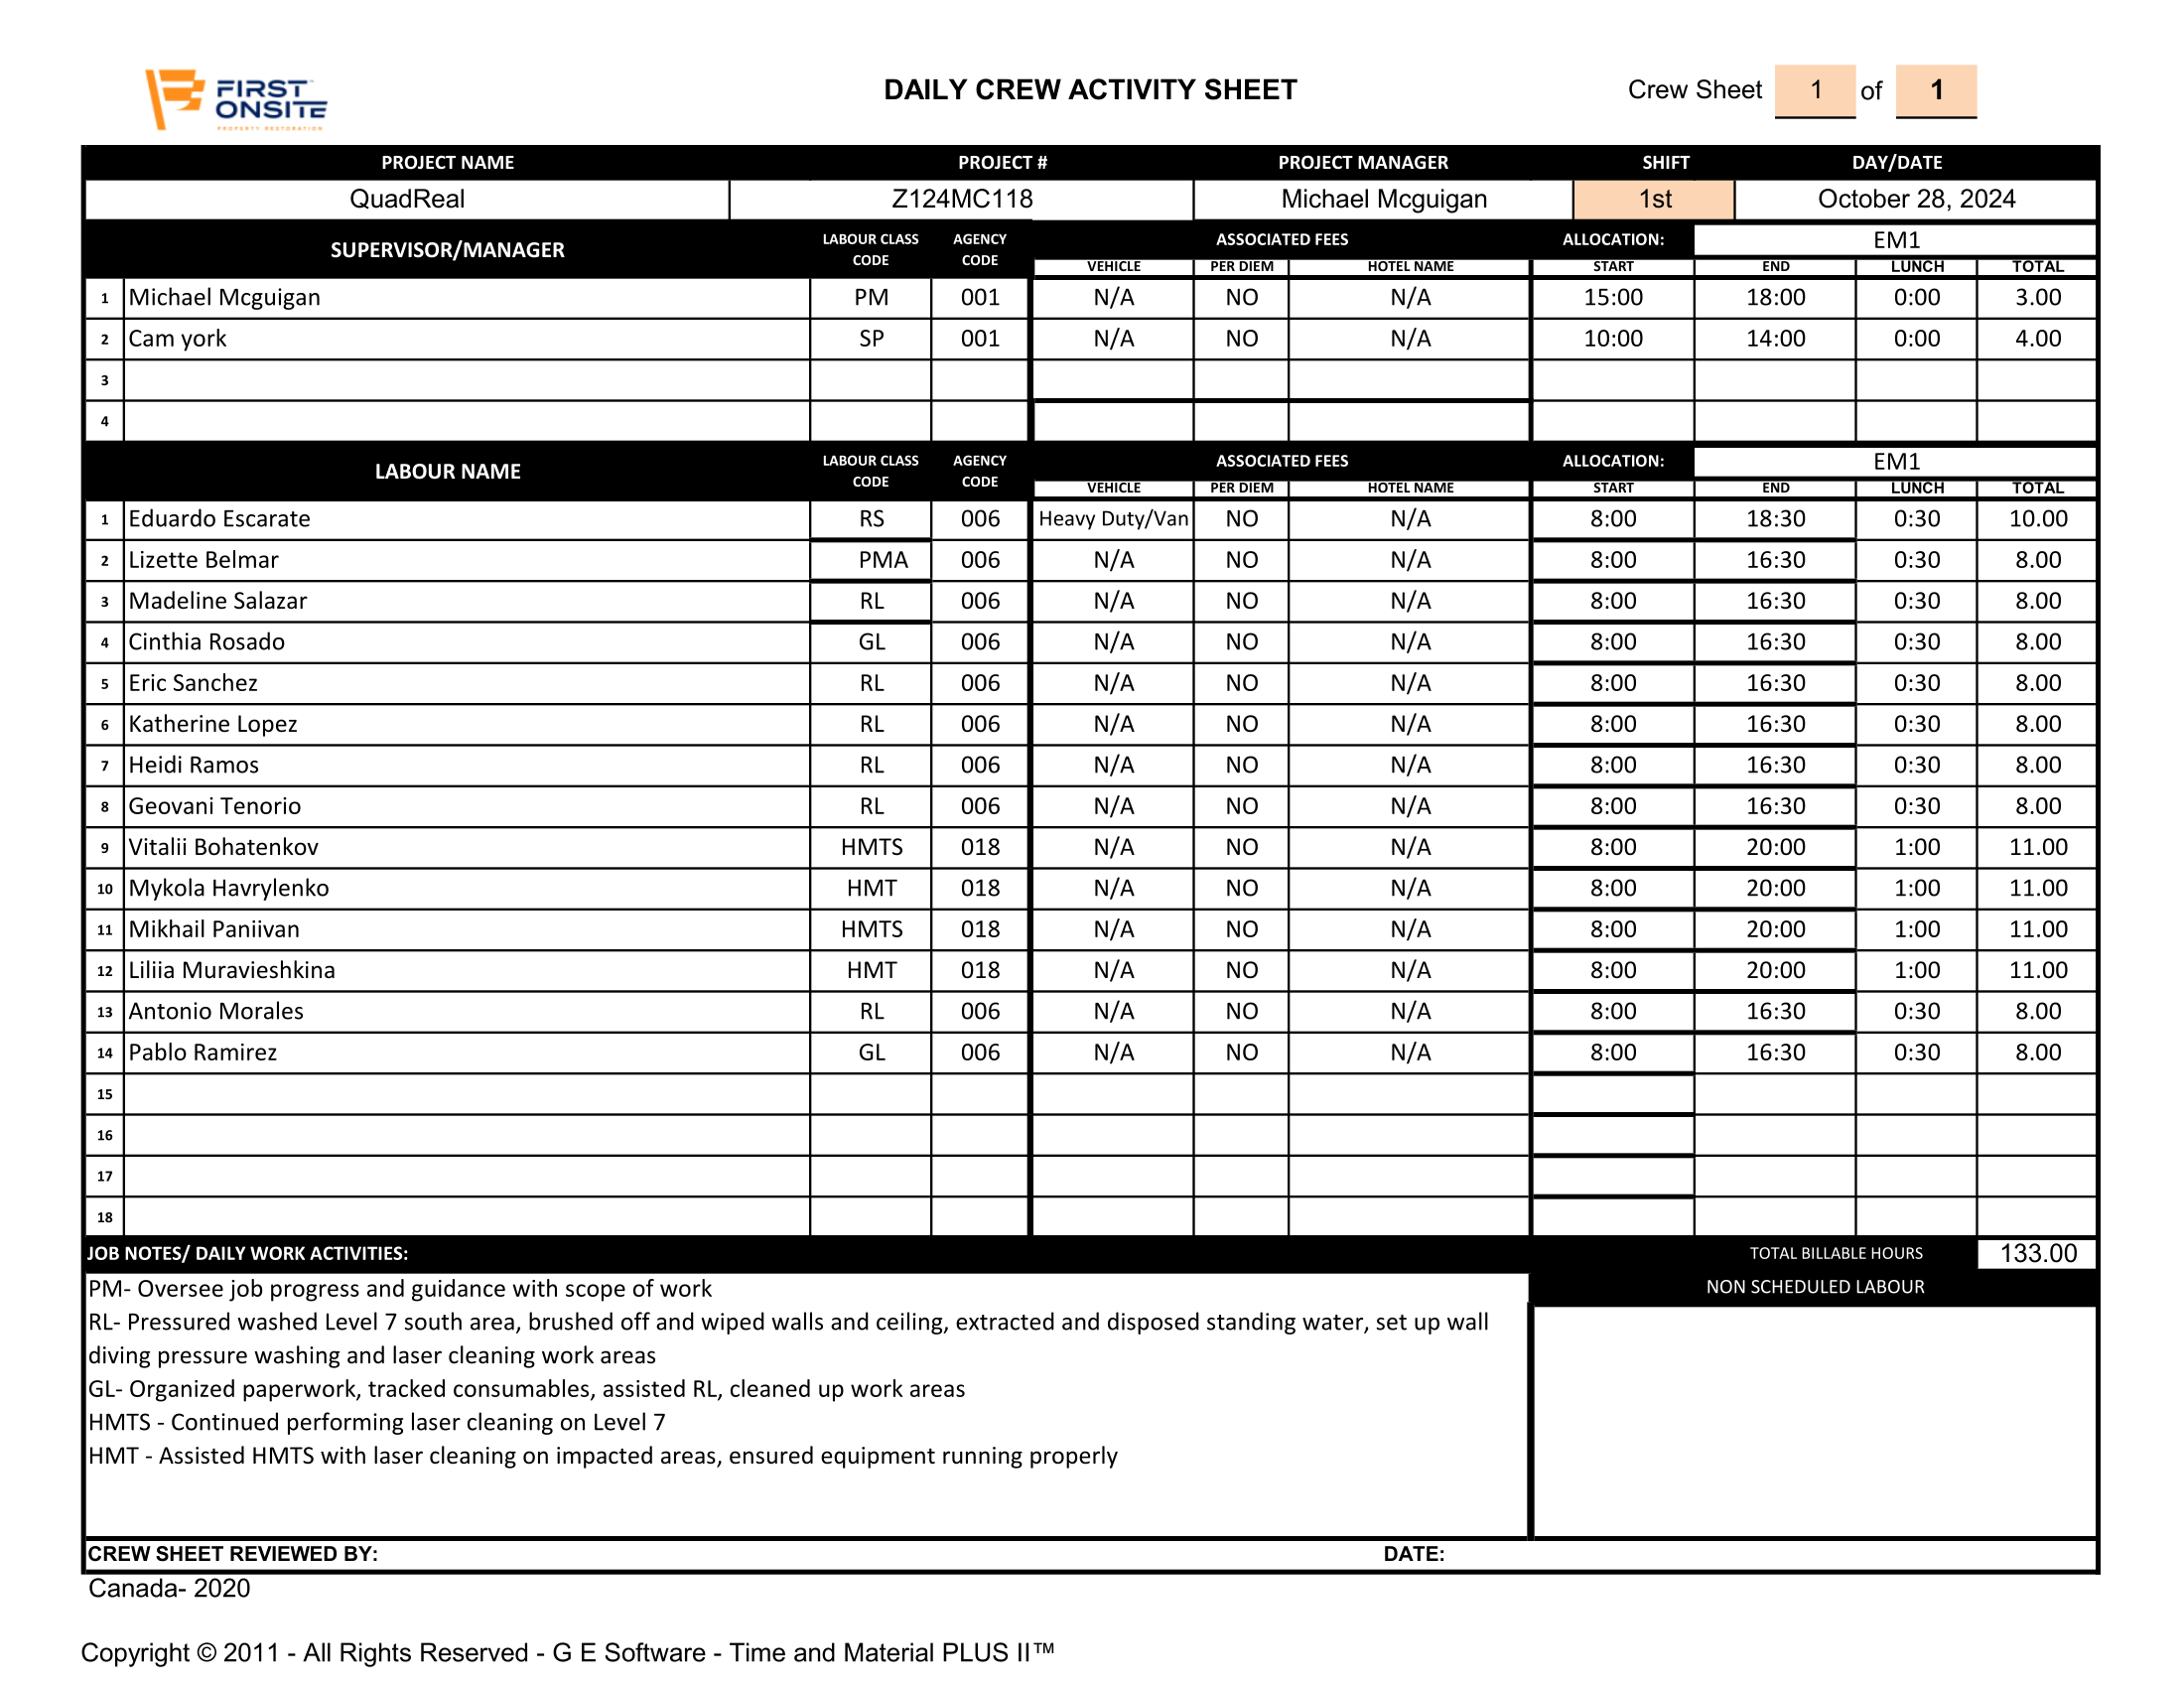 FIRST ONSITE
PROPERTY RESTORATION
DAILY CREW ACTIVITY SHEET
Crew Sheet 1 of 1
PROJECT NAME PROJECT # PROJECT MANAGER SHIFT DAY/DATE
QuadReal Z124MC118 Michael Mcguigan 1st October 28, 2024
SUPERVISOR/MANAGER LABOUR CLASS CODE AGENCY CODE ASSOCIATED FEES ALLOCATION: EM1
VEHICLE PER DIEM HOTEL NAME START END LUNCH TOTAL
1 Michael Mcguigan PM 001 N/A NO N/A 15:00 18:00 0:00 3.00
2 Cam york SP 001 N/A NO N/A 10:00 14:00 0:00 4.00
3
4
LABOUR NAME LABOUR CLASS CODE AGENCY CODE ASSOCIATED FEES ALLOCATION: EM1
VEHICLE PER DIEM HOTEL NAME START END LUNCH TOTAL
1 Eduardo Escarate RS 006 Heavy Duty/Van NO N/A 8:00 18:30 0:30 10.00
2 Lizette Belmar PMA 006 N/A NO N/A 8:00 16:30 0:30 8.00
3 Madeline Salazar RL 006 N/A NO N/A 8:00 16:30 0:30 8.00
4 Cinthia Rosado GL 006 N/A NO N/A 8:00 16:30 0:30 8.00
5 Eric Sanchez RL 006 N/A NO N/A 8:00 16:30 0:30 8.00
6 Katherine Lopez RL 006 N/A NO N/A 8:00 16:30 0:30 8.00
7 Heidi Ramos RL 006 N/A NO N/A 8:00 16:30 0:30 8.00
8 Geovani Tenorio RL 006 N/A NO N/A 8:00 16:30 0:30 8.00
9 Vitalii Bohatenkov HMTS 018 N/A NO N/A 8:00 20:00 1:00 11.00
10 Mykola Havrylenko HMT 018 N/A NO N/A 8:00 20:00 1:00 11.00
11 Mikhail Paniivan HMTS 018 N/A NO N/A 8:00 20:00 1:00 11.00
12 Liliia Muravieshkina HMT 018 N/A NO N/A 8:00 20:00 1:00 11.00
13 Antonio Morales RL 006 N/A NO N/A 8:00 16:30 0:30 8.00
14 Pablo Ramirez GL 006 N/A NO N/A 8:00 16:30 0:30 8.00
15
16
17
18
JOB NOTES/ DAILY WORK ACTIVITIES: TOTAL BILLABLE HOURS 133.00
NON SCHEDULED LABOUR
PM- Oversee job progress and guidance with scope of work
RL- Pressured washed Level 7 south area, brushed off and wiped walls and ceiling, extracted and disposed standing water, set up wall
diving pressure washing and laser cleaning work areas
GL- Organized paperwork, tracked consumables, assisted RL, cleaned up work areas
HMTS - Continued performing laser cleaning on Level 7
HMT - Assisted HMTS with laser cleaning on impacted areas, ensured equipment running properly
CREW SHEET REVIEWED BY: DATE:
Canada- 2020
Copyright © 2011 - All Rights Reserved - G E Software - Time and Material PLUS II™